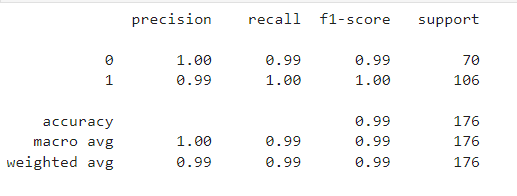 precision recall f1-score support
0 1.00 0.99 0.99 70
1 0.99 1.00 1.00 106
accuracy 0.99 176
macro avg 1.00 0.99 0.99 176
weighted avg 0.99 0.99 0.99 176